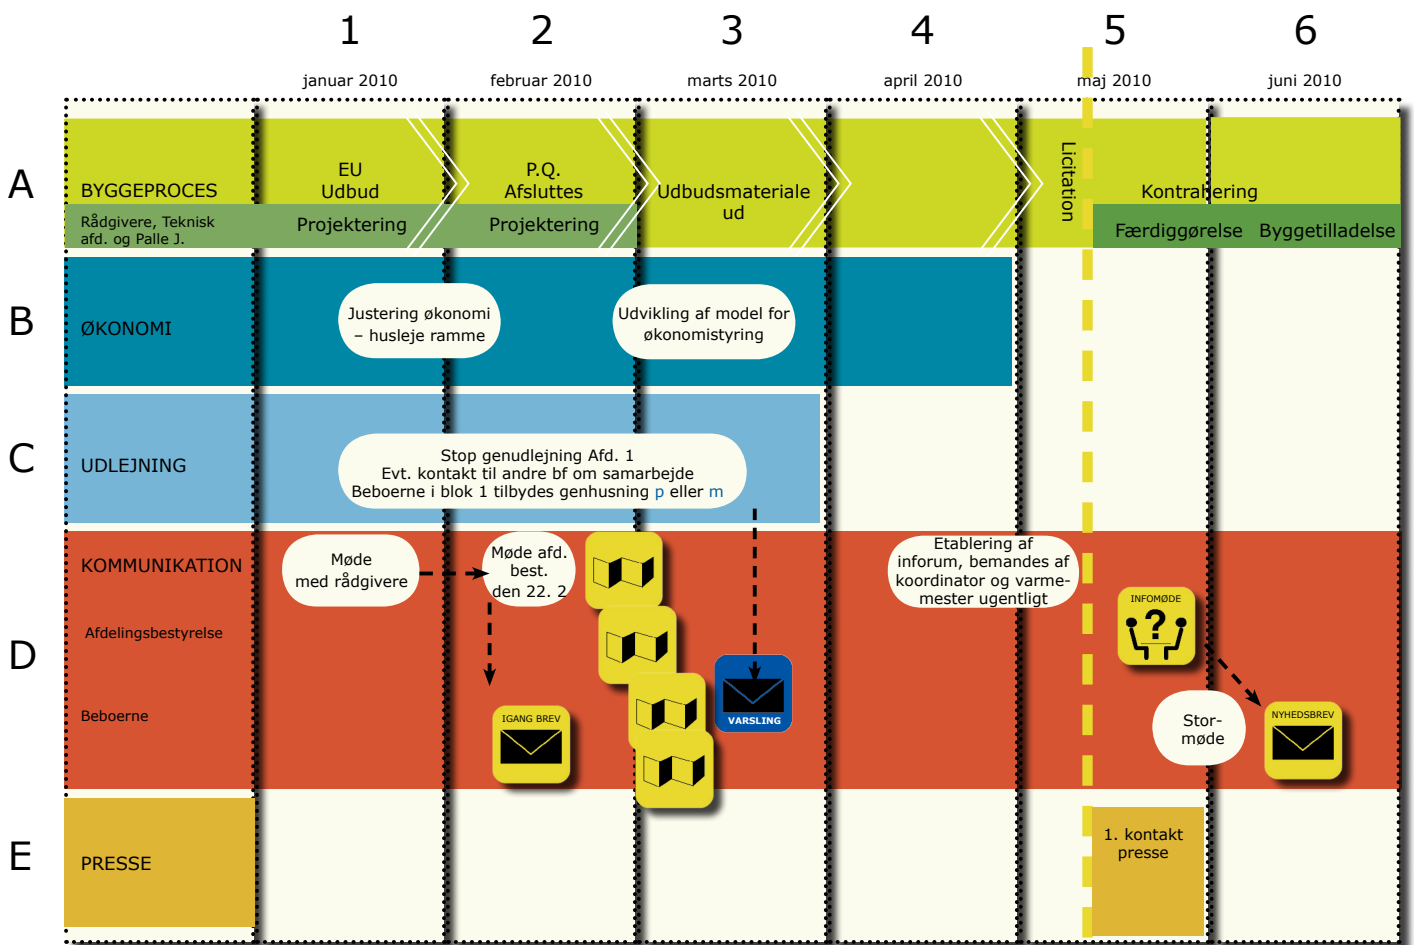 1 2 3 4 5 6
januar 2010 februar 2010 marts 2010 april 2010 maj 2010 juni 2010
A
BYGGEPROCES
Rådgivere, Teknisk
afd. og Palle J.
EU
Udbud
Projektering
P.Q.
Afsluttes
Projektering
Udbudsmateriale
ud
Licitation
Kontrahering
Færdiggørelse
Byggetilladelse
B
ØKONOMI
Justering økonomi
– husleje ramme
Udvikling af model for
økonomistyring
C
UDLEJNING
Stop genudlejning Afd. 1
Evt. kontakt til andre bf om samarbejde
Beboerne i blok 1 tilbydes genhusning p eller m
D
KOMMUNIKATION
Afdelingsbestyrelse
Beboerne
Møde
med rådgivere
Møde afd.
best.
den 22. 2
IGANG BREV
VARSLING
Etablering af
inforum, bemandes af
koordinator og varme-
mester ugentligt
INFOMØDE
?
Stor-
møde
NYHEDSBREV
E
PRESSE
1. kontakt
presse